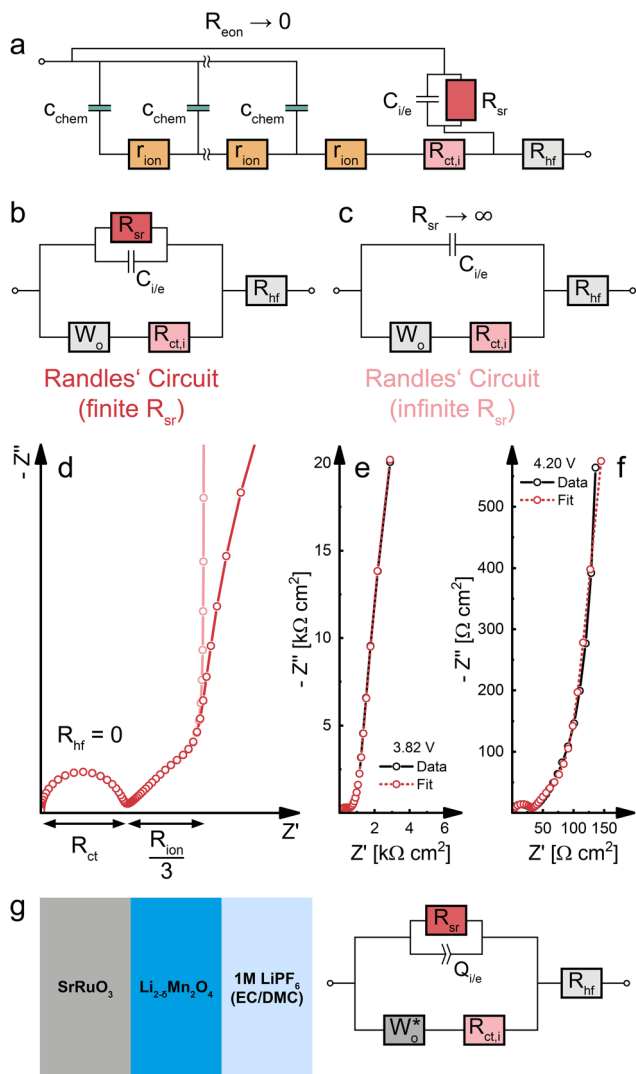 a
R_eon → 0
c_chem
c_chem
c_chem
C_i/e
R_sr
r_ion
r_ion
r_ion
R_ct,i
R_hf
b
R_sr
C_i/e
R_hf
W_o
R_ct,i
Randles‘ Circuit
(finite R_sr)
c
R_sr → ∞
C_i/e
R_hf
W_o
R_ct,i
Randles‘ Circuit
(infinite R_sr)
d
- Z''
R_hf = 0
Z'
R_ct
R_ion
3
e
- Z'' [kΩ cm²]
20
15
10
5
3.82 V
Data
Fit
2
4
6
Z' [kΩ cm²]
f
4.20 V
Data
Fit
- Z'' [Ω cm²]
500
400
300
200
100
50
100
150
Z' [Ω cm²]
g
SrRuO₃
Li₂₋δMn₂O₄
1M LiPF₆
(EC/DMC)
R_sr
Q_i/e
R_hf
W_o*
R_ct,i